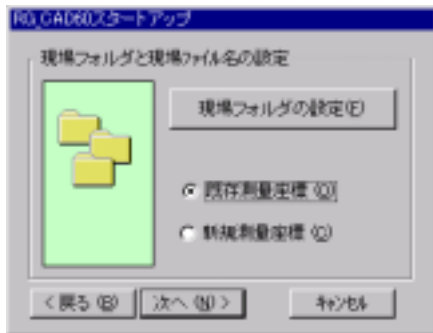 RG_CAD60スタートアップ
現場フォルダと現場ファイル名の設定
現場フォルダの設定(F)
既存測量座標 (O)
新規測量座標 (C)
< 戻る (B)
次へ (N) >
キャンセル